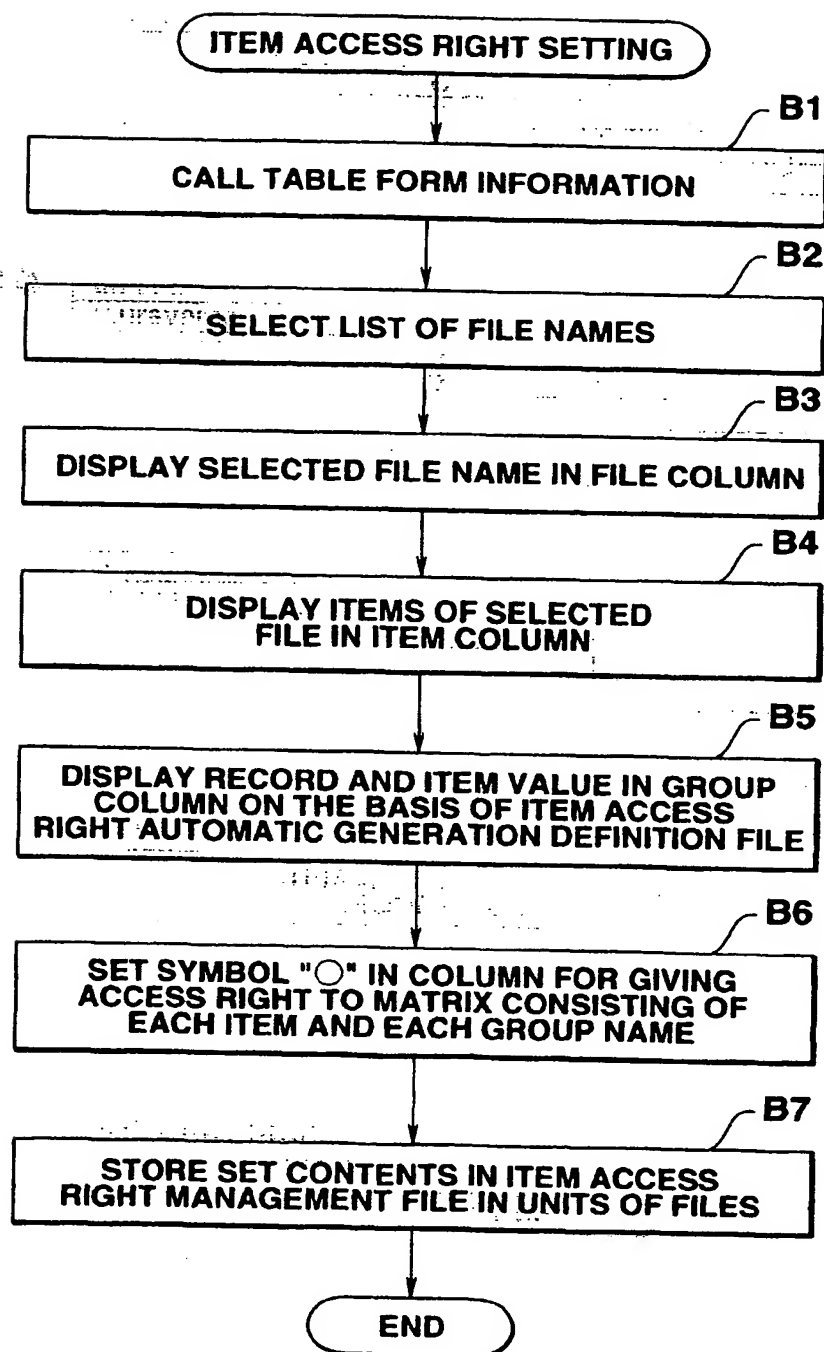 ITEM ACCESS RIGHT SETTING
B1
CALL TABLE FORM INFORMATION
B2
SELECT LIST OF FILE NAMES
B3
DISPLAY SELECTED FILE NAME IN FILE COLUMN
B4
DISPLAY ITEMS OF SELECTED
FILE IN ITEM COLUMN
B5
DISPLAY RECORD AND ITEM VALUE IN GROUP
COLUMN ON THE BASIS OF ITEM ACCESS
RIGHT AUTOMATIC GENERATION DEFINITION FILE
B6
SET SYMBOL "○" IN COLUMN FOR GIVING
ACCESS RIGHT TO MATRIX CONSISTING OF
EACH ITEM AND EACH GROUP NAME
B7
STORE SET CONTENTS IN ITEM ACCESS
RIGHT MANAGEMENT FILE IN UNITS OF FILES
END